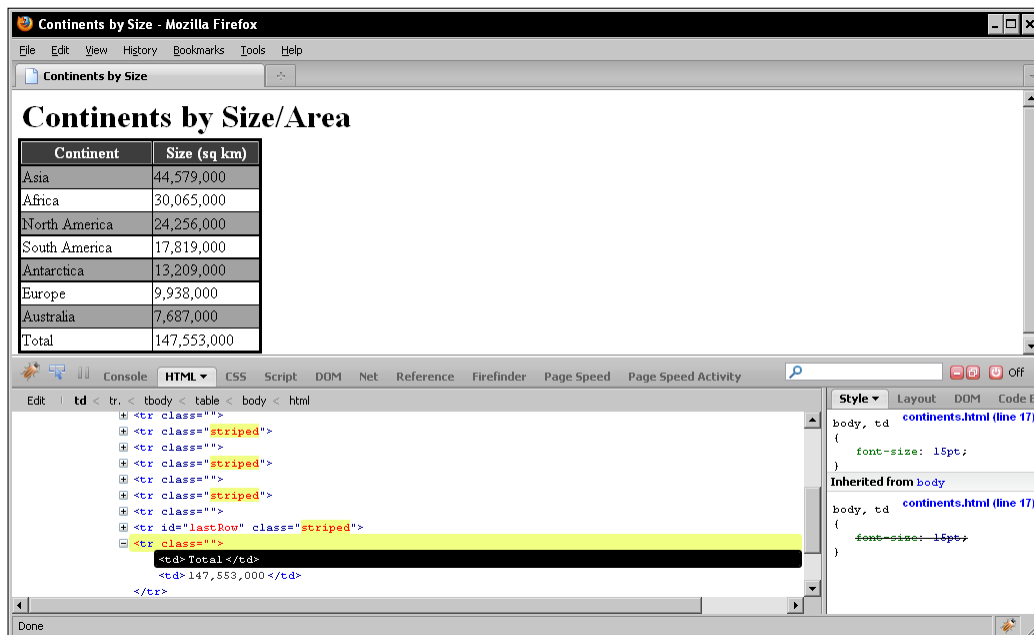 Continents by Size - Mozilla Firefox
File Edit View History Bookmarks Tools Help
Continents by Size
Continents by Size/Area
Continent Size (sq km)
Asia 44,579,000
Africa 30,065,000
North America 24,256,000
South America 17,819,000
Antarctica 13,209,000
Europe 9,938,000
Australia 7,687,000
Total 147,553,000
Console HTML CSS Script DOM Net Reference Firefinder Page Speed Page Speed Activity Off
Edit td < tr. < tbody < table < body < html
Style Layout DOM Code
<tr class="">
<tr class="striped">
<tr class="">
<tr class="striped">
<tr class="">
<tr class="striped">
<tr class="">
<tr id="lastRow" class="striped">
<tr class="">
<td>Total</td>
<td>147,553,000</td>
</tr>
body, td continents.html (line 17)
{
font-size: 15pt;
}
Inherited from body
body, td continents.html (line 17)
{
font-size: 15pt;
}
Done